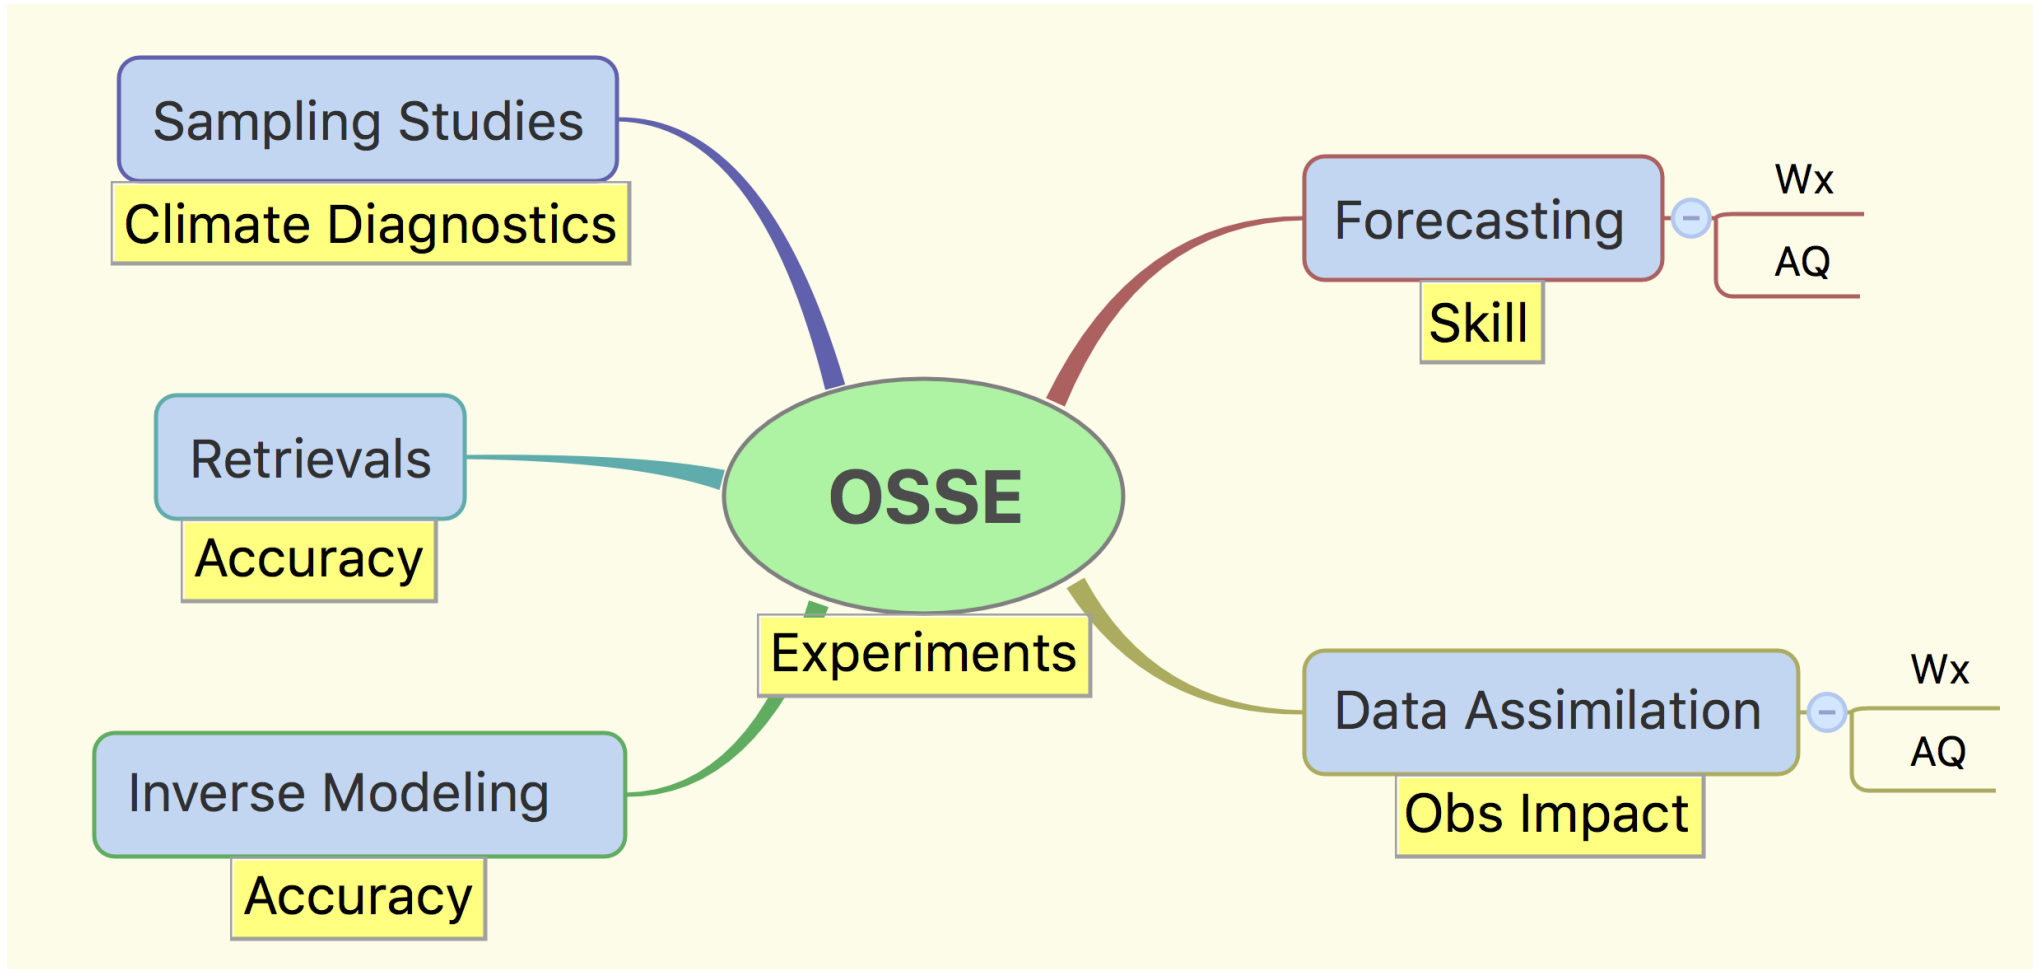 Sampling Studies
Climate Diagnostics
Retrievals
Accuracy
Inverse Modeling
Accuracy
OSSE
Experiments
Forecasting
Skill
Wx
AQ
Data Assimilation
Obs Impact
Wx
AQ